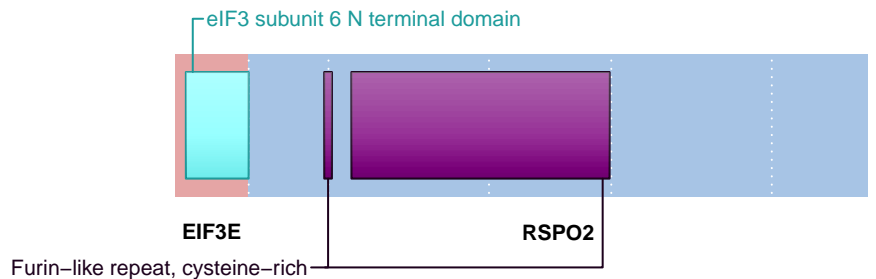 eIF3 subunit 6 N terminal domain
EIF3E
RSPO2
Furin−like repeat, cysteine−rich